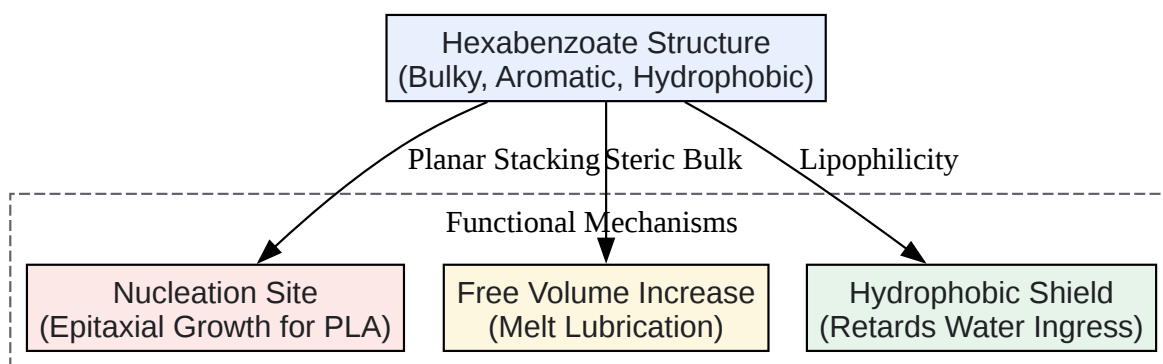 Hexabenzoate Structure
(Bulky, Aromatic, Hydrophobic)
Planar Stacking
Steric Bulk
Lipophilicity
Functional Mechanisms
Nucleation Site
(Epitaxial Growth for PLA)
Free Volume Increase
(Melt Lubrication)
Hydrophobic Shield
(Retards Water Ingress)